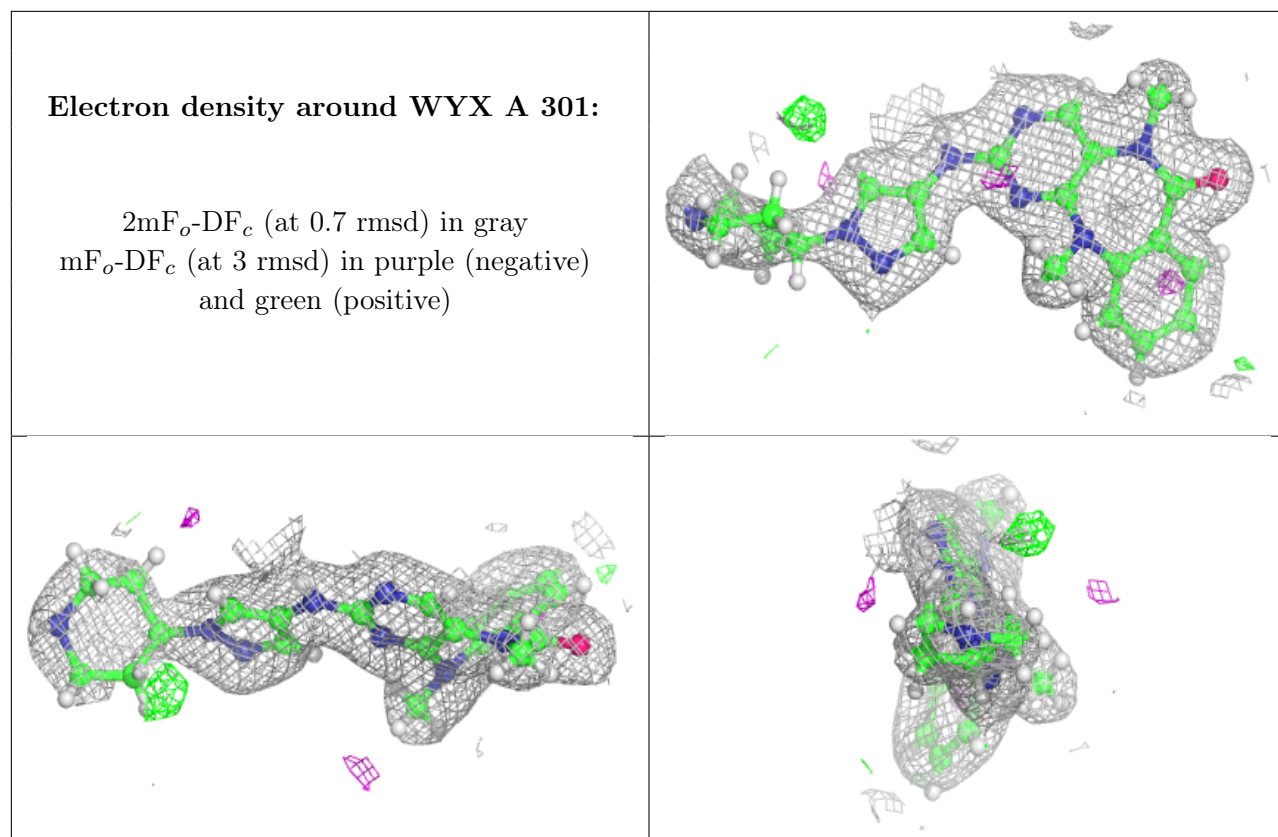 Electron density around WYX A 301:
2mFo-DFc (at 0.7 rmsd) in gray
mFo-DFc (at 3 rmsd) in purple (negative)
and green (positive)